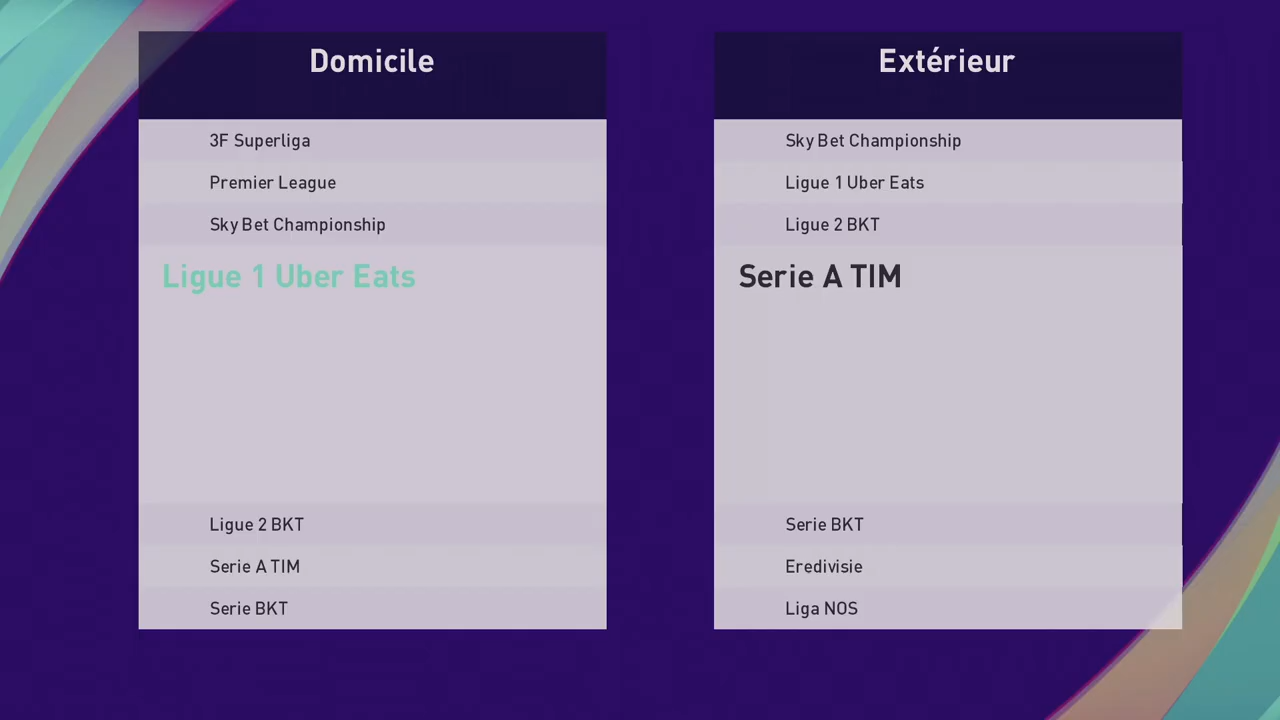 Domicile
3F Superliga
Premier League
Sky Bet Championship
Ligue 1 Uber Eats
Ligue 2 BKT
Serie A TIM
Serie BKT
Extérieur
Sky Bet Championship
Ligue 1 Uber Eats
Ligue 2 BKT
Serie A TIM
Serie BKT
Eredivisie
Liga NOS